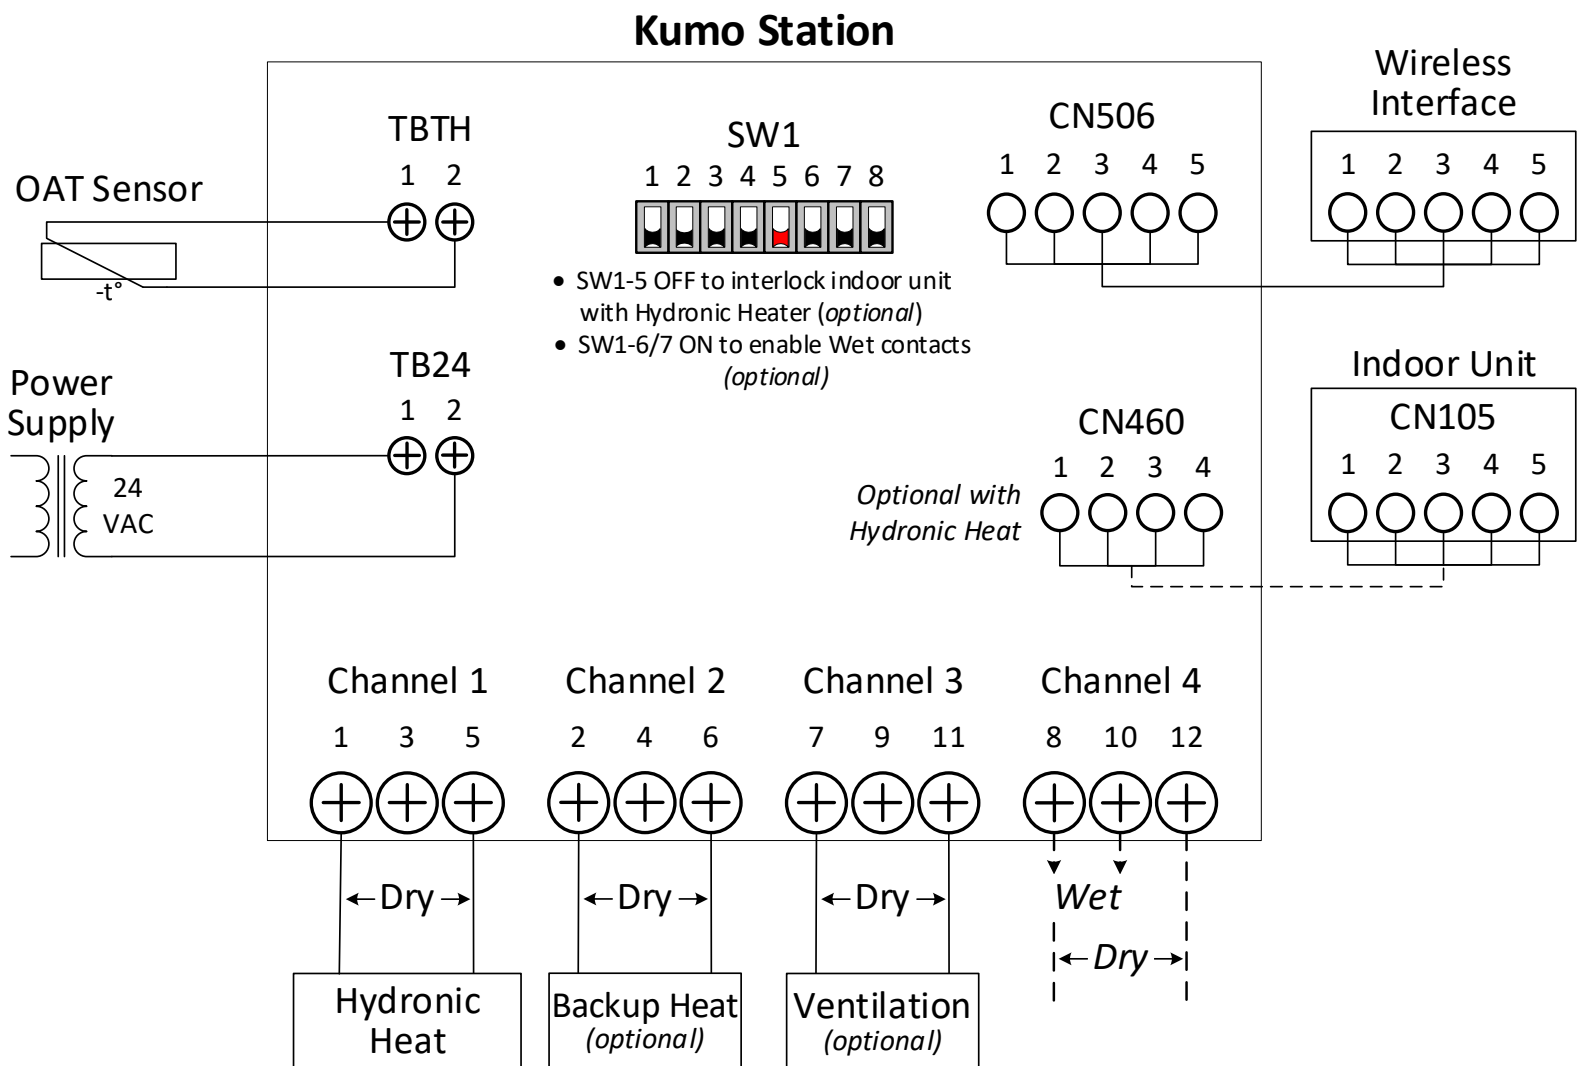 Kumo Station
Wireless
Interface
1 2 3 4 5
TBTH
1 2
OAT Sensor
-t°
SW1
1 2 3 4 5 6 7 8
• SW1-5 OFF to interlock indoor unit
with Hydronic Heater (optional)
• SW1-6/7 ON to enable Wet contacts
(optional)
CN506
1 2 3 4 5
Power
Supply
24
VAC
TB24
1 2
CN460
1 2 3 4
Optional with
Hydronic Heat
Indoor Unit
CN105
1 2 3 4 5
Channel 1
1 3 5
Channel 2
2 4 6
Channel 3
7 9 11
Channel 4
8 10 12
Dry
Dry
Dry
Wet
Dry
Hydronic
Heat
Backup Heat
(optional)
Ventilation
(optional)